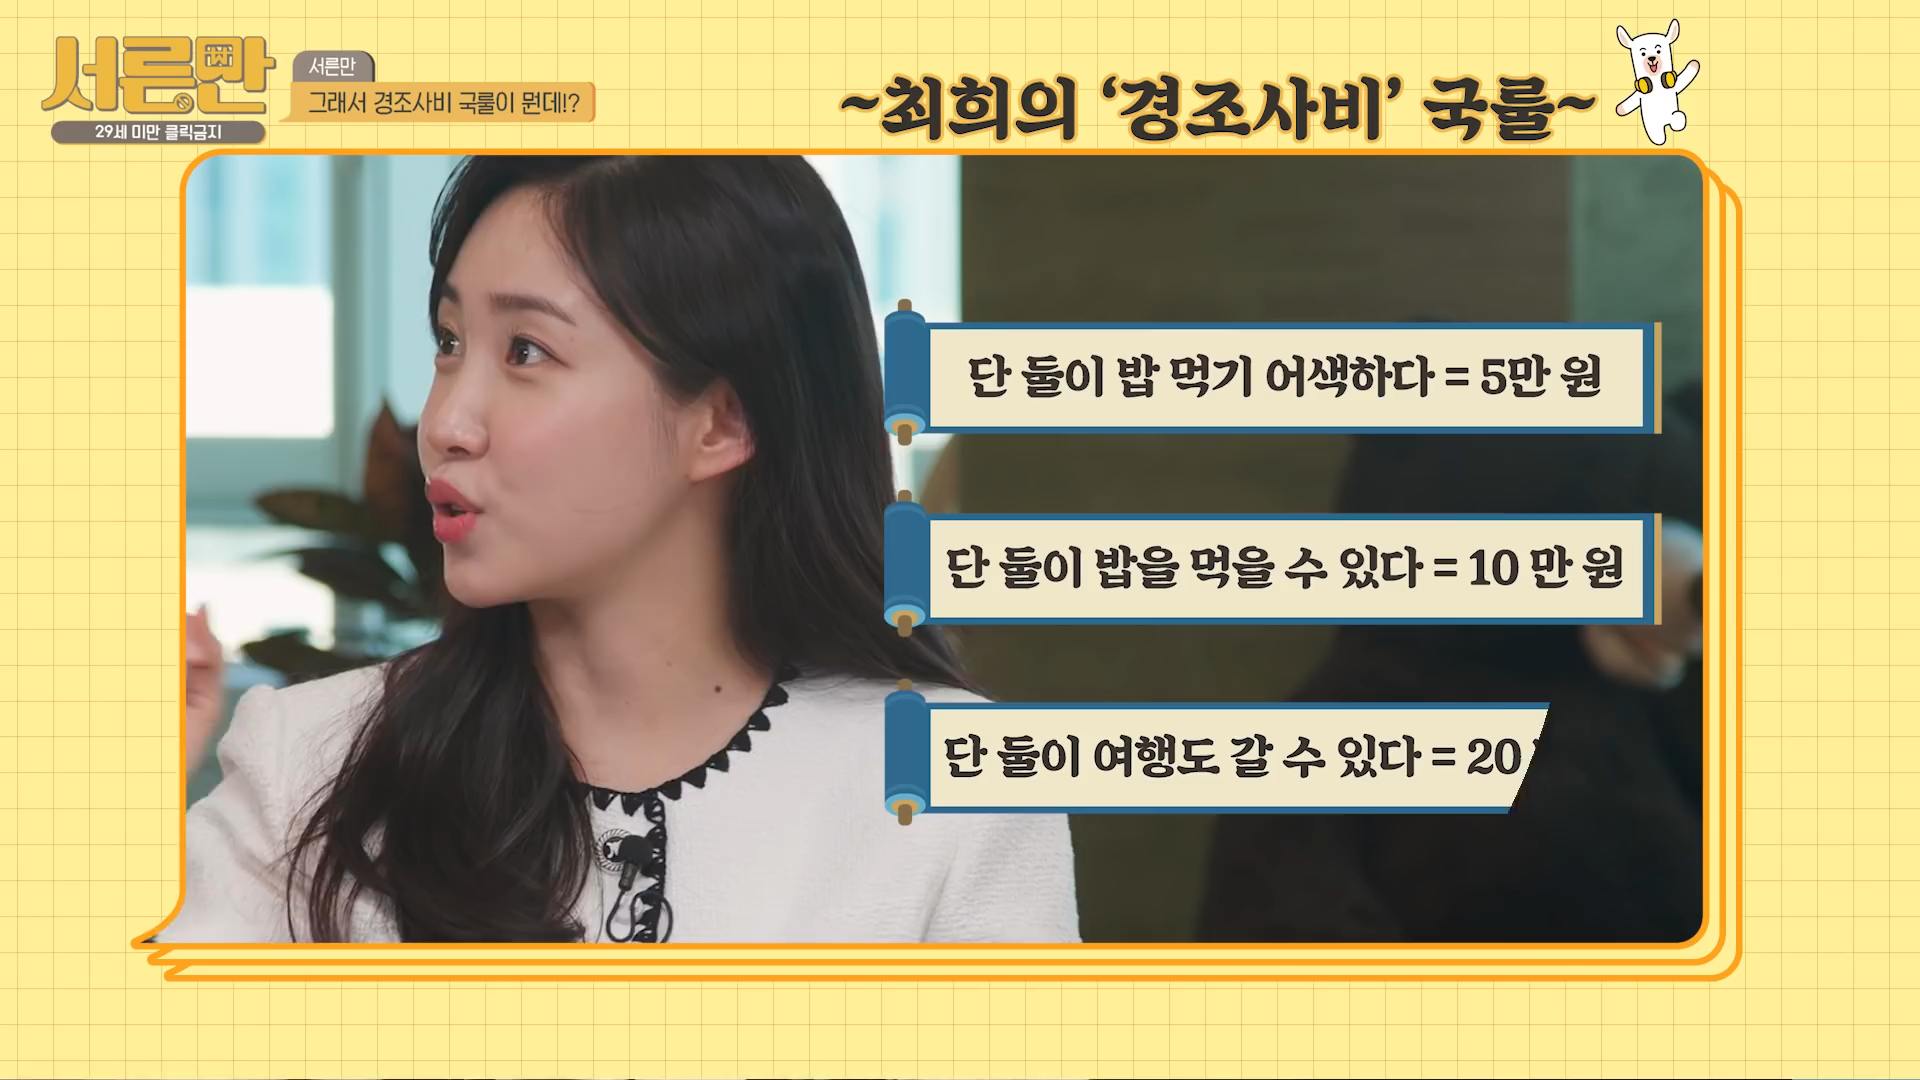 서른만
29세 미만 클릭금지
서른만
그래서 경조사비 국룰이 뭔데!?
~최희의 ‘경조사비’ 국룰~
단 둘이 밥 먹기 어색하다 = 5만 원
단 둘이 밥을 먹을 수 있다 = 10 만 원
단 둘이 여행도 갈 수 있다 = 20